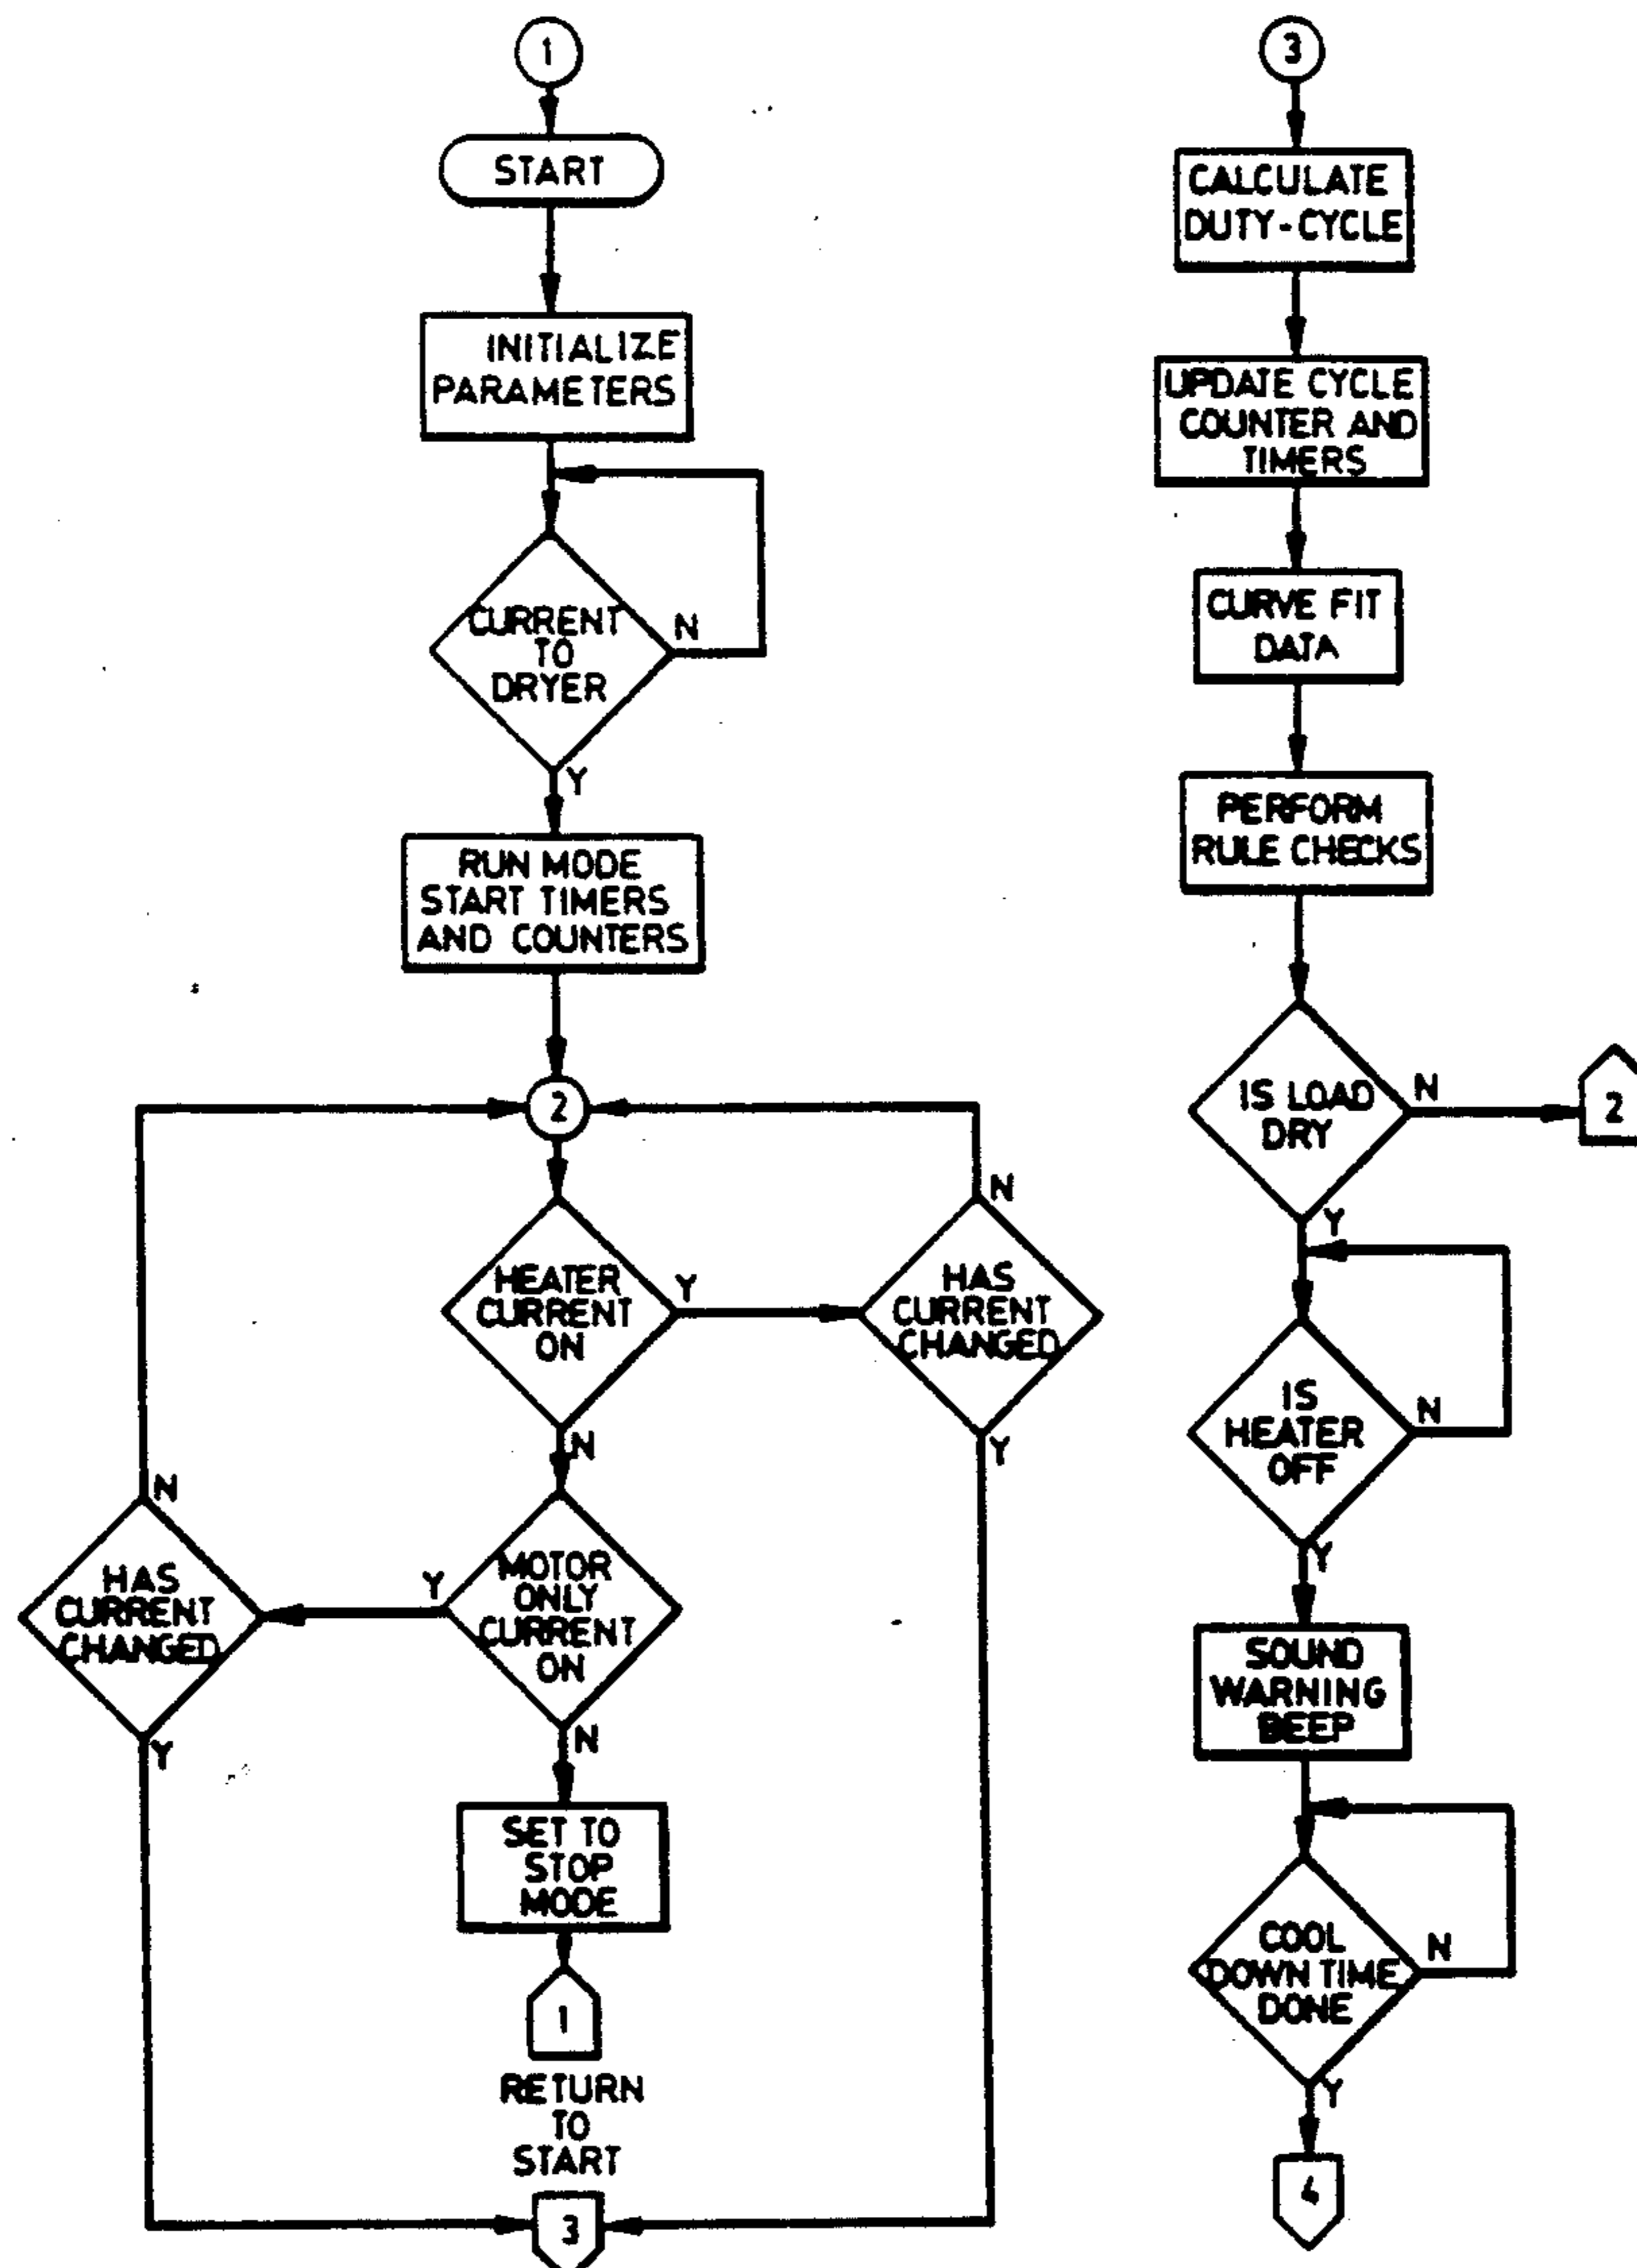 1
START
INITIALIZE
PARAMETERS
CURRENT
TO
DRYER
N
Y
RUN MODE
START TIMERS
AND COUNTERS
2
HEATER
CURRENT
ON
Y
N
HAS
CURRENT
CHANGED
N
Y
MOTOR
ONLY
CURRENT
ON
Y
N
HAS
CURRENT
CHANGED
N
Y
SET TO
STOP
MODE
1
RETURN
TO
START
3
3
CALCULATE
DUTY-CYCLE
UPDATE CYCLE
COUNTER AND
TIMERS
CURVE FIT
DATA
PERFORM
RULE CHECKS
IS LOAD
DRY
N
2
Y
IS
HEATER
OFF
N
Y
SOUND
WARNING
BEEP
COOL
DOWN TIME
DONE
N
Y
4